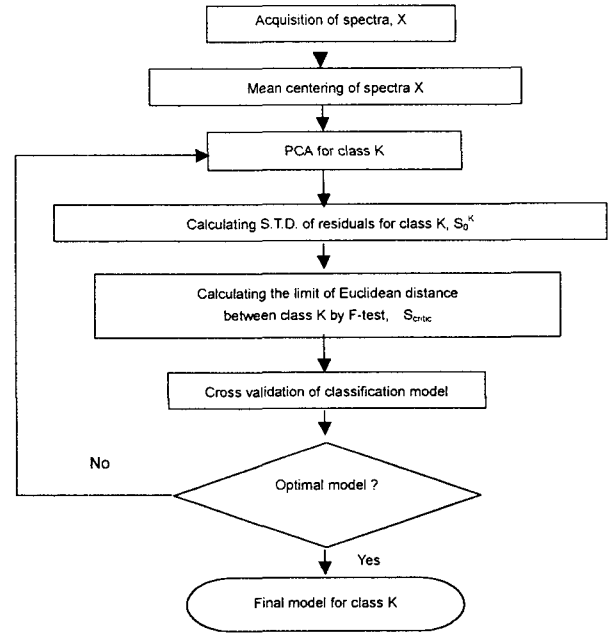 Acquisition of spectra, X
Mean centering of spectra X
PCA for class K
Calculating S.T.D. of residuals for class K, S₀ᴷ
Calculating the limit of Euclidean distance
between class K by F-test, S_critic
Cross validation of classification model
Optimal model ?
No
Yes
Final model for class K